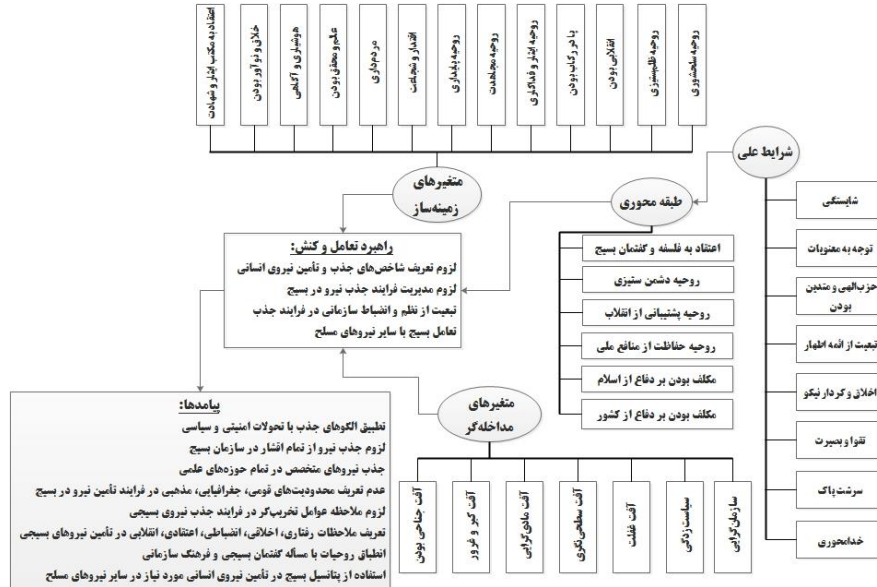 روحیه سلحشوری
روحیه ظلم‌ستیزی
انقلابی بودن
پا در رکاب بودن
روحیه ایثار و فداکاری
روحیه مجاهدت
روحیه پایداری
اقتدار و شجاعت
مردم‌داری
عالم و محقق بودن
هوشیاری و آگاهی
خلاق و نوآور بودن
اعتقاد به مکتب ایثار و شهادت
شرایط علی
شایستگی
توجه به معنویات
حزب‌الهی و متدین
بودن
تبعیت از ائمه اطهار
اخلاق و کردار نیکو
تقوا و بصیرت
سرشت پاک
خدامحوری
طبقه محوری
اعتقاد به فلسفه و گفتمان بسیج
روحیه دشمن ستیزی
روحیه پشتیبانی از انقلاب
روحیه حفاظت از منافع ملی
مکلف بودن بر دفاع از اسلام
مکلف بودن بر دفاع از کشور
متغیرهای
زمینه‌ساز
راهبرد تعامل و کنش:
لزوم تعریف شاخص‌های جذب و تأمین نیروی انسانی
لزوم مدیریت فرایند جذب نیرو در بسیج
تبعیت از نظم و انضباط سازمانی در فرایند جذب
تعامل بسیج با سایر نیروهای مسلح
متغیرهای
مداخله‌گر
سازمان‌گرایی
سیاست‌زدگی
آفت غفلت
آفت سطحی‌نگری
آفت مادی‌گرایی
آفت کبر و غرور
آفت جناحی بودن
پیامدها:
تطبیق الگوهای جذب با تحولات امنیتی و سیاسی
لزوم جذب نیرو از تمام اقشار در سازمان بسیج
جذب نیروهای متخصص در تمام حوزه‌های علمی
عدم تعریف محدودیت‌های قومی، جغرافیایی، مذهبی در فرایند تأمین نیرو در بسیج
لزوم ملاحظه عوامل تخریب‌گر در فرایند جذب نیروی بسیجی
تعریف ملاحظات رفتاری، اخلاقی، انضباطی، اعتقادی، انقلابی در تأمین نیروهای بسیجی
انطباق روحیات با مسأله گفتمان بسیجی و فرهنگ سازمانی
استفاده از پتانسیل بسیج در تأمین نیروی انسانی مورد نیاز در سایر نیروهای مسلح